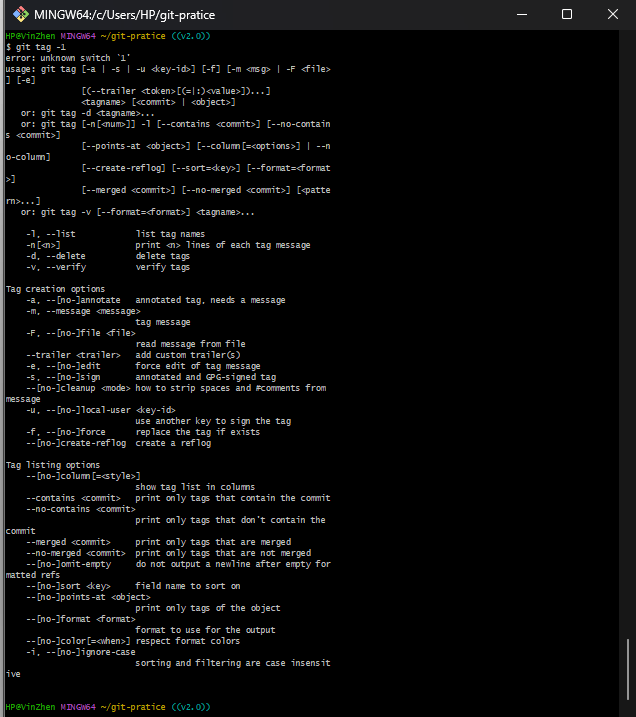 MINGW64:/c/Users/HP/git-pratice
HP@VinZhen MINGW64 ~/git-pratice ((v2.0))
$ git tag -1
error: unknown switch `1'
usage: git tag [-a | -s | -u <key-id>] [-f] [-m <msg> | -F <file>
] [-e]
               [(--trailer <token>[(=|:)<value>])...]
               <tagname> [<commit> | <object>]
   or: git tag -d <tagname>...
   or: git tag [-n[<num>]] -l [--contains <commit>] [--no-contain
s <commit>]
               [--points-at <object>] [--column[=<options>] | --n
o-column]
               [--create-reflog] [--sort=<key>] [--format=<format
>]
               [--merged <commit>] [--no-merged <commit>] [<patte
rn>...]
   or: git tag -v [--format=<format>] <tagname>...
    -l, --list            list tag names
    -n[<n>]               print <n> lines of each tag message
    -d, --delete          delete tags
    -v, --verify          verify tags
Tag creation options
    -a, --[no-]annotate   annotated tag, needs a message
    -m, --message <message>
                          tag message
    -F, --[no-]file <file>
                          read message from file
    --trailer <trailer>   add custom trailer(s)
    -e, --[no-]edit       force edit of tag message
    -s, --[no-]sign       annotated and GPG-signed tag
    --[no-]cleanup <mode> how to strip spaces and #comments from
message
    -u, --[no-]local-user <key-id>
                          use another key to sign the tag
    -f, --[no-]force      replace the tag if exists
    --[no-]create-reflog  create a reflog
Tag listing options
    --[no-]column[=<style>]
                          show tag list in columns
    --contains <commit>   print only tags that contain the commit
    --no-contains <commit>
                          print only tags that don't contain the
commit
    --merged <commit>     print only tags that are merged
    --no-merged <commit>  print only tags that are not merged
    --[no-]omit-empty     do not output a newline after empty for
matted refs
    --[no-]sort <key>     field name to sort on
    --[no-]points-at <object>
                          print only tags of the object
    --[no-]format <format>
                          format to use for the output
    --[no-]color[=<when>] respect format colors
    -i, --[no-]ignore-case
                          sorting and filtering are case insensit
ive
HP@VinZhen MINGW64 ~/git-pratice ((v2.0))